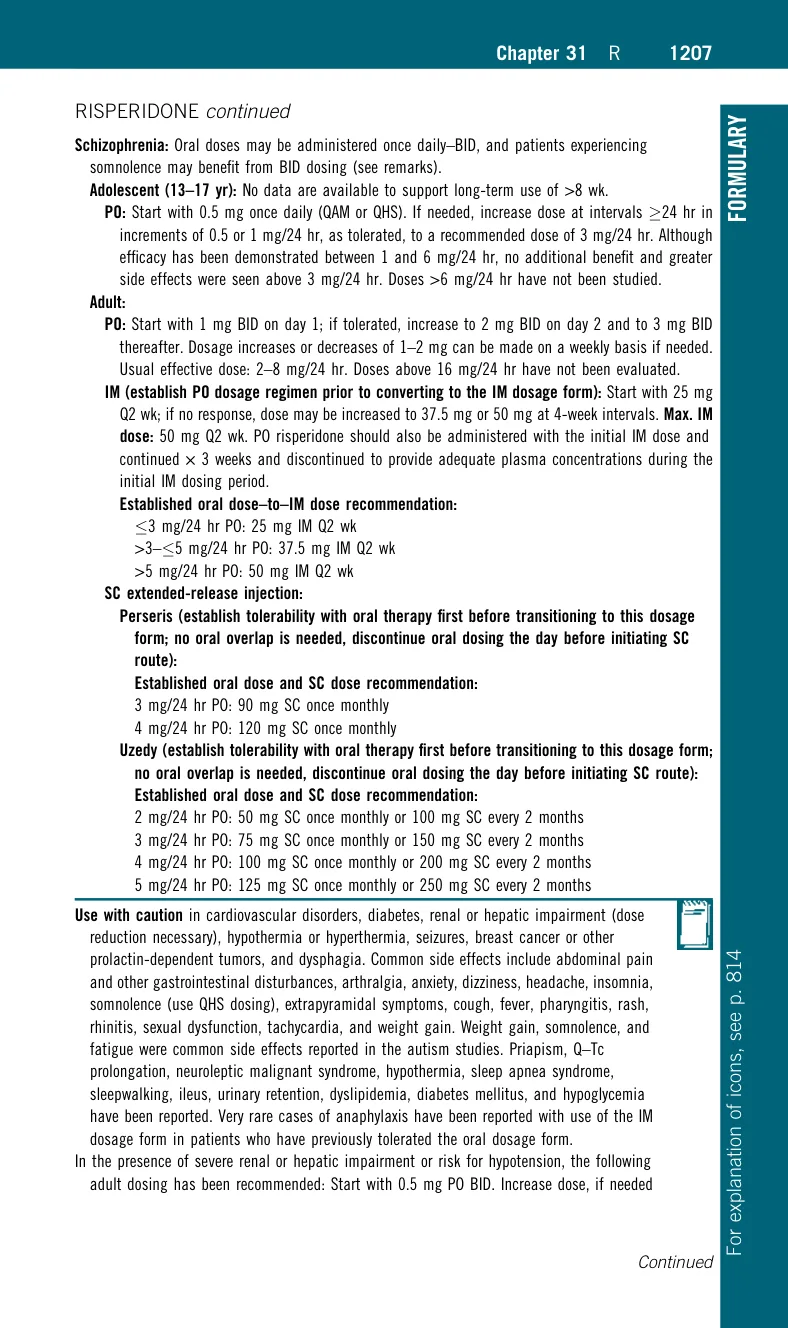 Chapter 31 R 1207
RISPERIDONE continued
Schizophrenia: Oral doses may be administered once daily–BID, and patients experiencing
somnolence may benefit from BID dosing (see remarks).
Adolescent (13–17 yr): No data are available to support long-term use of >8 wk.
PO: Start with 0.5 mg once daily (QAM or QHS). If needed, increase dose at intervals ≥24 hr in
increments of 0.5 or 1 mg/24 hr, as tolerated, to a recommended dose of 3 mg/24 hr. Although
efficacy has been demonstrated between 1 and 6 mg/24 hr, no additional benefit and greater
side effects were seen above 3 mg/24 hr. Doses >6 mg/24 hr have not been studied.
Adult:
PO: Start with 1 mg BID on day 1; if tolerated, increase to 2 mg BID on day 2 and to 3 mg BID
thereafter. Dosage increases or decreases of 1–2 mg can be made on a weekly basis if needed.
Usual effective dose: 2–8 mg/24 hr. Doses above 16 mg/24 hr have not been evaluated.
IM (establish PO dosage regimen prior to converting to the IM dosage form): Start with 25 mg
Q2 wk; if no response, dose may be increased to 37.5 mg or 50 mg at 4-week intervals. Max. IM
dose: 50 mg Q2 wk. PO risperidone should also be administered with the initial IM dose and
continued × 3 weeks and discontinued to provide adequate plasma concentrations during the
initial IM dosing period.
Established oral dose–to–IM dose recommendation:
≤3 mg/24 hr PO: 25 mg IM Q2 wk
>3–≤5 mg/24 hr PO: 37.5 mg IM Q2 wk
>5 mg/24 hr PO: 50 mg IM Q2 wk
SC extended-release injection:
Perseris (establish tolerability with oral therapy first before transitioning to this dosage
form; no oral overlap is needed, discontinue oral dosing the day before initiating SC
route):
Established oral dose and SC dose recommendation:
3 mg/24 hr PO: 90 mg SC once monthly
4 mg/24 hr PO: 120 mg SC once monthly
Uzedy (establish tolerability with oral therapy first before transitioning to this dosage form;
no oral overlap is needed, discontinue oral dosing the day before initiating SC route):
Established oral dose and SC dose recommendation:
2 mg/24 hr PO: 50 mg SC once monthly or 100 mg SC every 2 months
3 mg/24 hr PO: 75 mg SC once monthly or 150 mg SC every 2 months
4 mg/24 hr PO: 100 mg SC once monthly or 200 mg SC every 2 months
5 mg/24 hr PO: 125 mg SC once monthly or 250 mg SC every 2 months
Use with caution in cardiovascular disorders, diabetes, renal or hepatic impairment (dose
reduction necessary), hypothermia or hyperthermia, seizures, breast cancer or other
prolactin-dependent tumors, and dysphagia. Common side effects include abdominal pain
and other gastrointestinal disturbances, arthralgia, anxiety, dizziness, headache, insomnia,
somnolence (use QHS dosing), extrapyramidal symptoms, cough, fever, pharyngitis, rash,
rhinitis, sexual dysfunction, tachycardia, and weight gain. Weight gain, somnolence, and
fatigue were common side effects reported in the autism studies. Priapism, Q–Tc
prolongation, neuroleptic malignant syndrome, hypothermia, sleep apnea syndrome,
sleepwalking, ileus, urinary retention, dyslipidemia, diabetes mellitus, and hypoglycemia
have been reported. Very rare cases of anaphylaxis have been reported with use of the IM
dosage form in patients who have previously tolerated the oral dosage form.
In the presence of severe renal or hepatic impairment or risk for hypotension, the following
adult dosing has been recommended: Start with 0.5 mg PO BID. Increase dose, if needed
Continued
FORMULARY
For explanation of icons, see p. 814